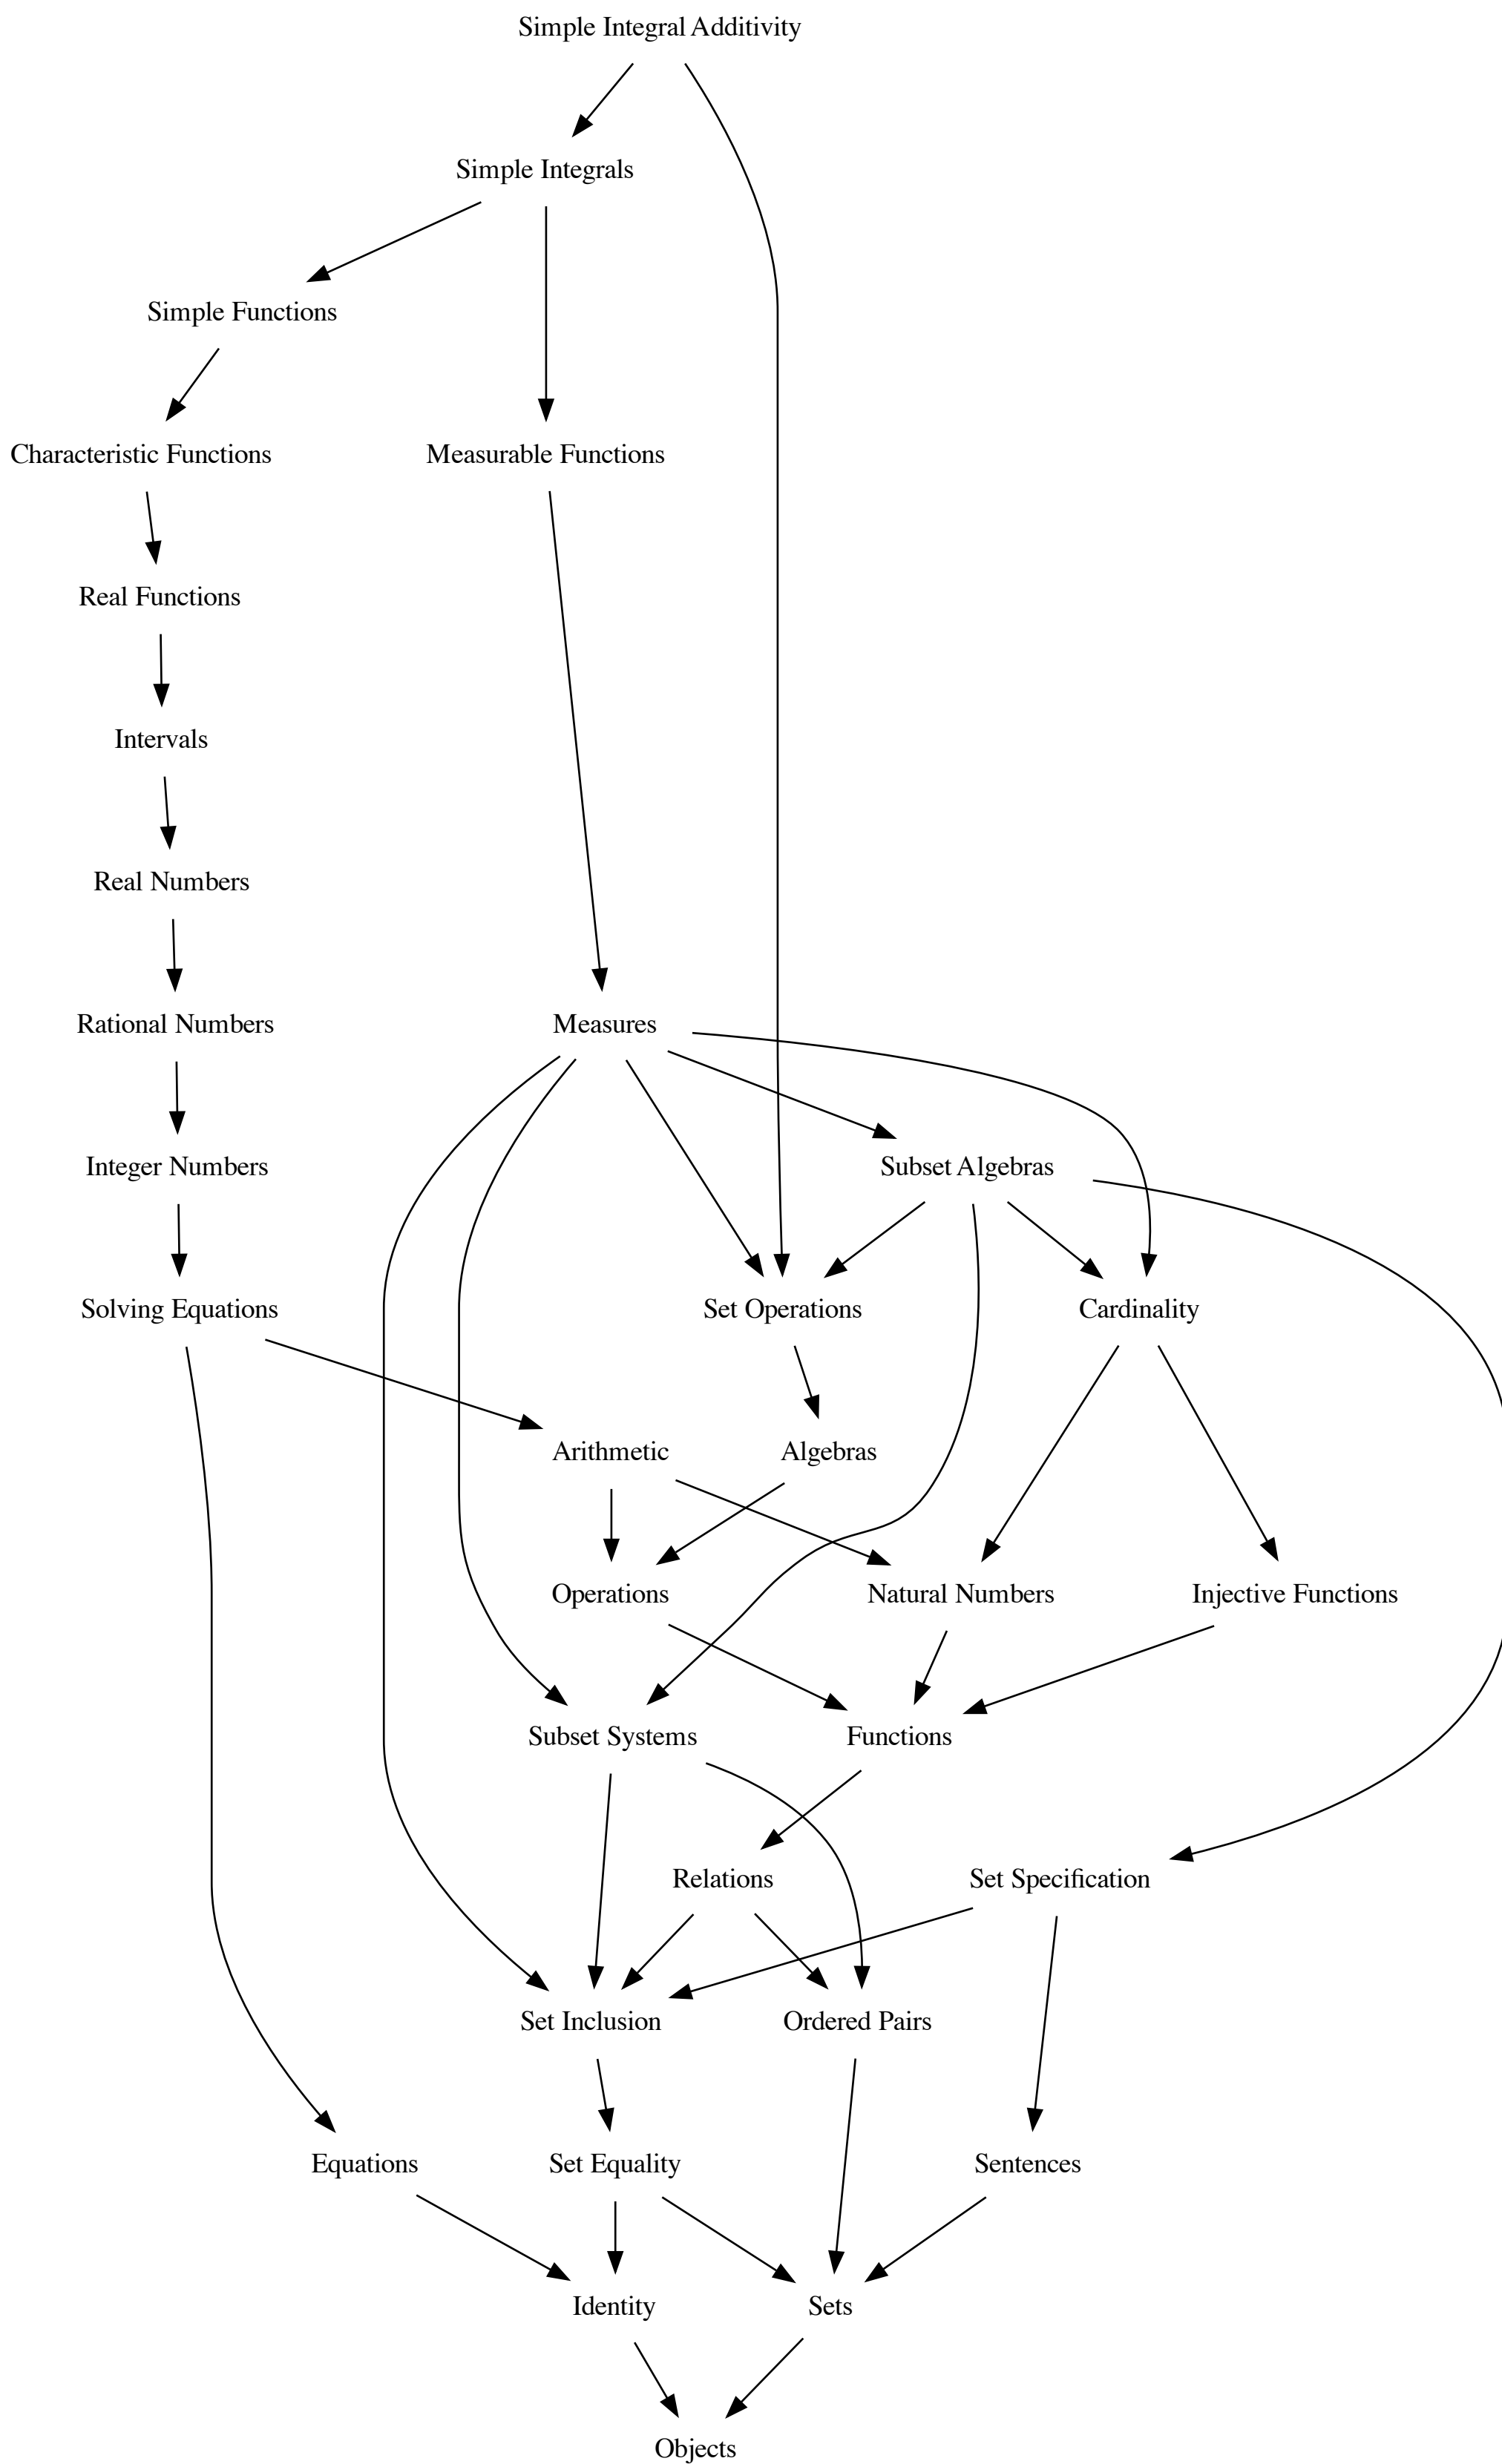 Simple Integral Additivity
Simple Integrals
Simple Functions
Characteristic Functions
Measurable Functions
Real Functions
Intervals
Real Numbers
Rational Numbers
Measures
Integer Numbers
Subset Algebras
Solving Equations
Set Operations
Cardinality
Arithmetic
Algebras
Operations
Natural Numbers
Injective Functions
Subset Systems
Functions
Relations
Set Specification
Set Inclusion
Ordered Pairs
Equations
Set Equality
Sentences
Identity
Sets
Objects